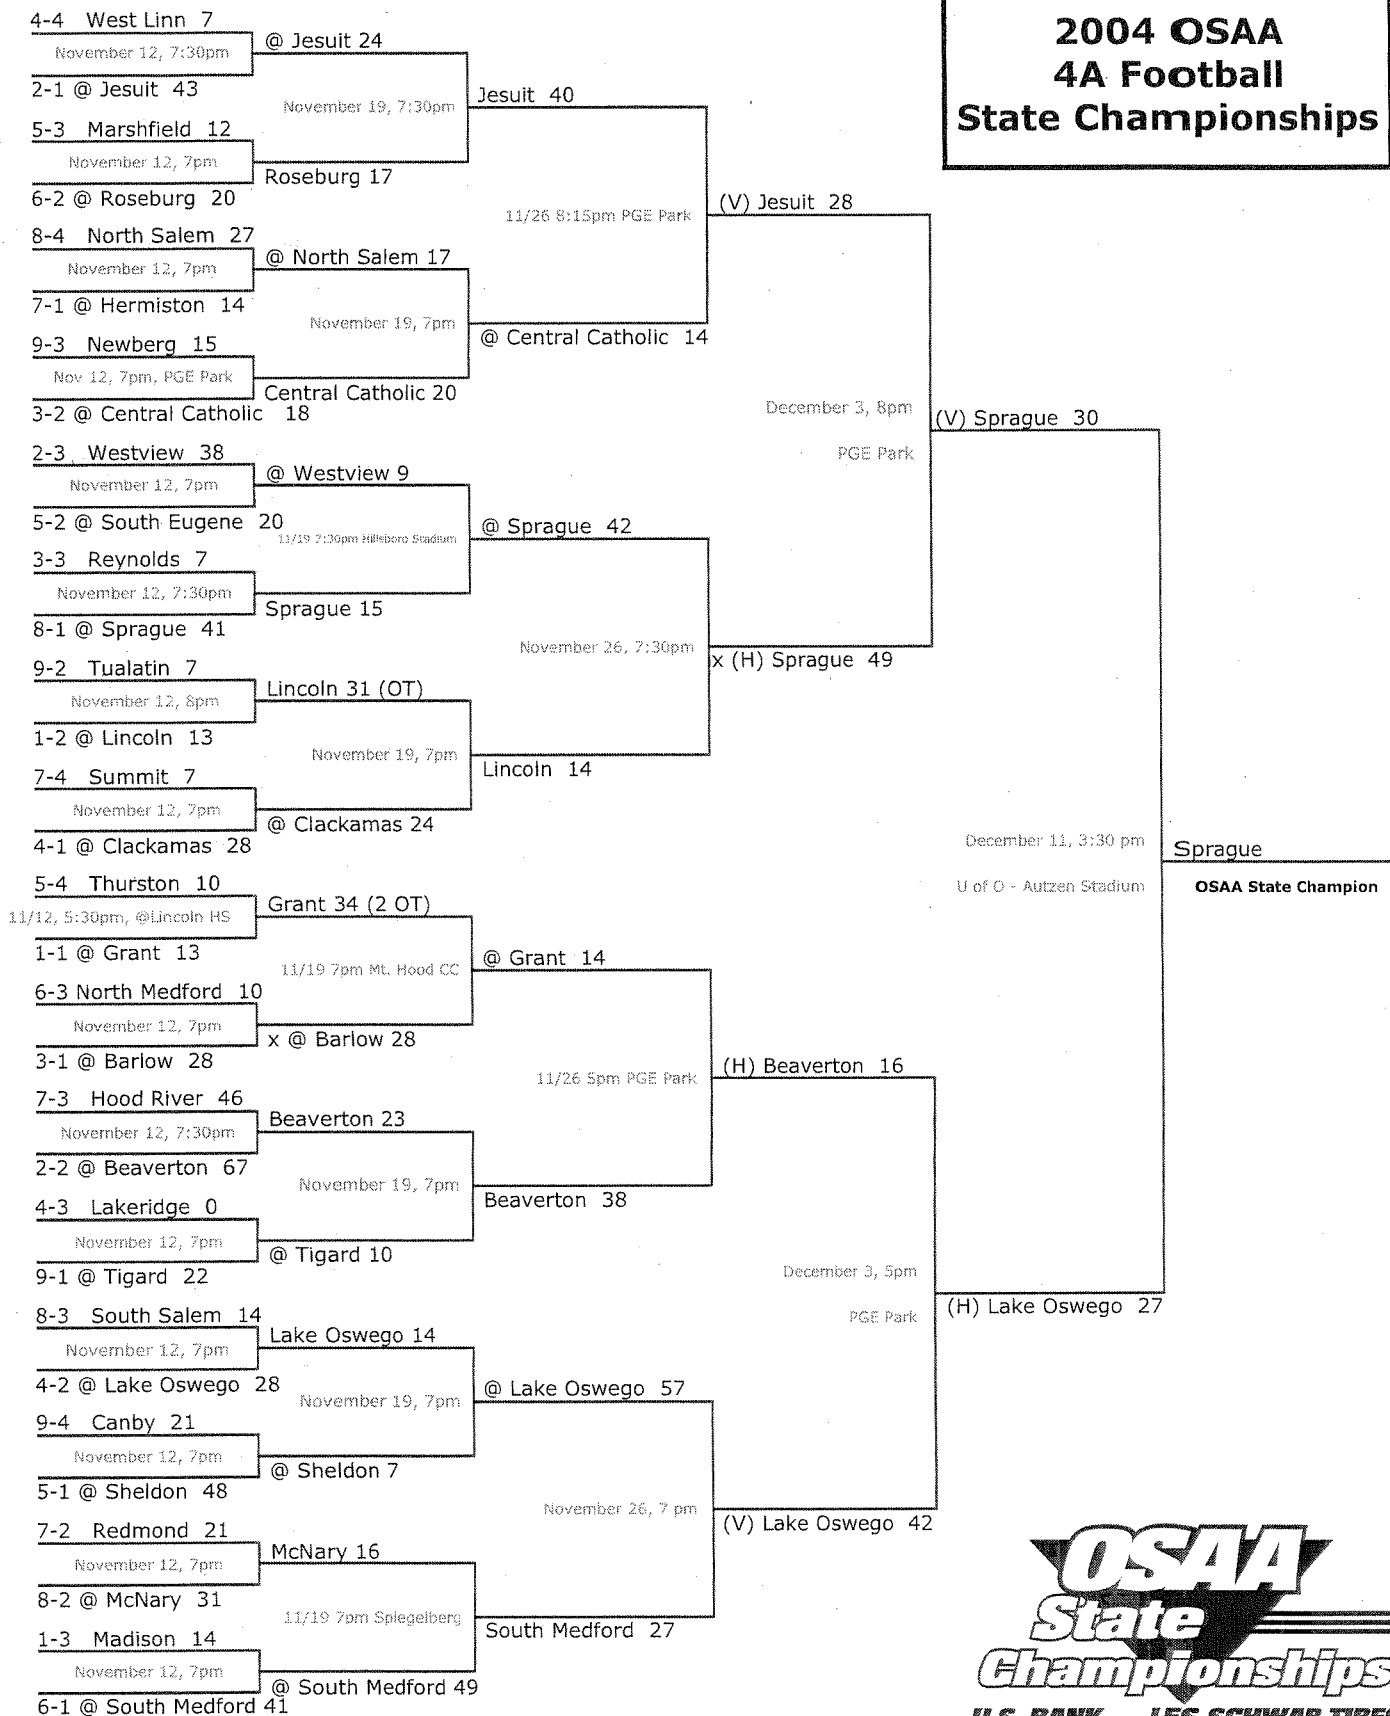 2004 OSAA
4A Football
State Championships
4-4 West Linn 7
November 12, 7:30pm
2-1 @ Jesuit 43
5-3 Marshfield 12
November 12, 7pm
6-2 @ Roseburg 20
8-4 North Salem 27
November 12, 7pm
7-1 @ Hermiston 14
9-3 Newberg 15
Nov 12, 7pm, PGE Park
3-2 @ Central Catholic 18
2-3 Westview 38
November 12, 7pm
5-2 @ South Eugene 20
3-3 Reynolds 7
November 12, 7:30pm
8-1 @ Sprague 41
9-2 Tualatin 7
November 12, 8pm
1-2 @ Lincoln 13
7-4 Summit 7
November 12, 7pm
4-1 @ Clackamas 28
5-4 Thurston 10
11/12, 5:30pm, @Lincoln HS
1-1 @ Grant 13
6-3 North Medford 10
November 12, 7pm
3-1 @ Barlow 28
7-3 Hood River 46
November 12, 7:30pm
2-2 @ Beaverton 67
4-3 Lakeridge 0
November 12, 7pm
9-1 @ Tigard 22
8-3 South Salem 14
November 12, 7pm
4-2 @ Lake Oswego 28
9-4 Canby 21
November 12, 7pm
5-1 @ Sheldon 48
7-2 Redmond 21
November 12, 7pm
8-2 @ McNary 31
1-3 Madison 14
November 12, 7pm
6-1 @ South Medford 41
@ Jesuit 24
November 19, 7:30pm
Roseburg 17
@ North Salem 17
November 19, 7pm
Central Catholic 20
@ Westview 9
11/19 7:30pm Hillsboro Stadium
Sprague 15
Lincoln 31 (OT)
November 19, 7pm
@ Clackamas 24
Grant 34 (2 OT)
11/19 7pm Mt. Hood CC
x @ Barlow 28
Beaverton 23
November 19, 7pm
@ Tigard 10
Lake Oswego 14
November 19, 7pm
@ Sheldon 7
McNary 16
11/19 7pm Spiegelberg
@ South Medford 49
Jesuit 40
11/26 8:15pm PGE Park
@ Central Catholic 14
@ Sprague 42
November 26, 7:30pm
Lincoln 14
@ Grant 14
11/26 5pm PGE Park
Beaverton 38
@ Lake Oswego 57
November 26, 7 pm
South Medford 27
(V) Jesuit 28
December 3, 8pm
PGE Park
x (H) Sprague 49
(H) Beaverton 16
December 3, 5pm
PGE Park
(V) Lake Oswego 42
(V) Sprague 30
December 11, 3:30 pm
U of O - Autzen Stadium
(H) Lake Oswego 27
Sprague
OSAA State Champion
OSAA
State
Championships
U.S. BANK LES SCHWAB TIRES